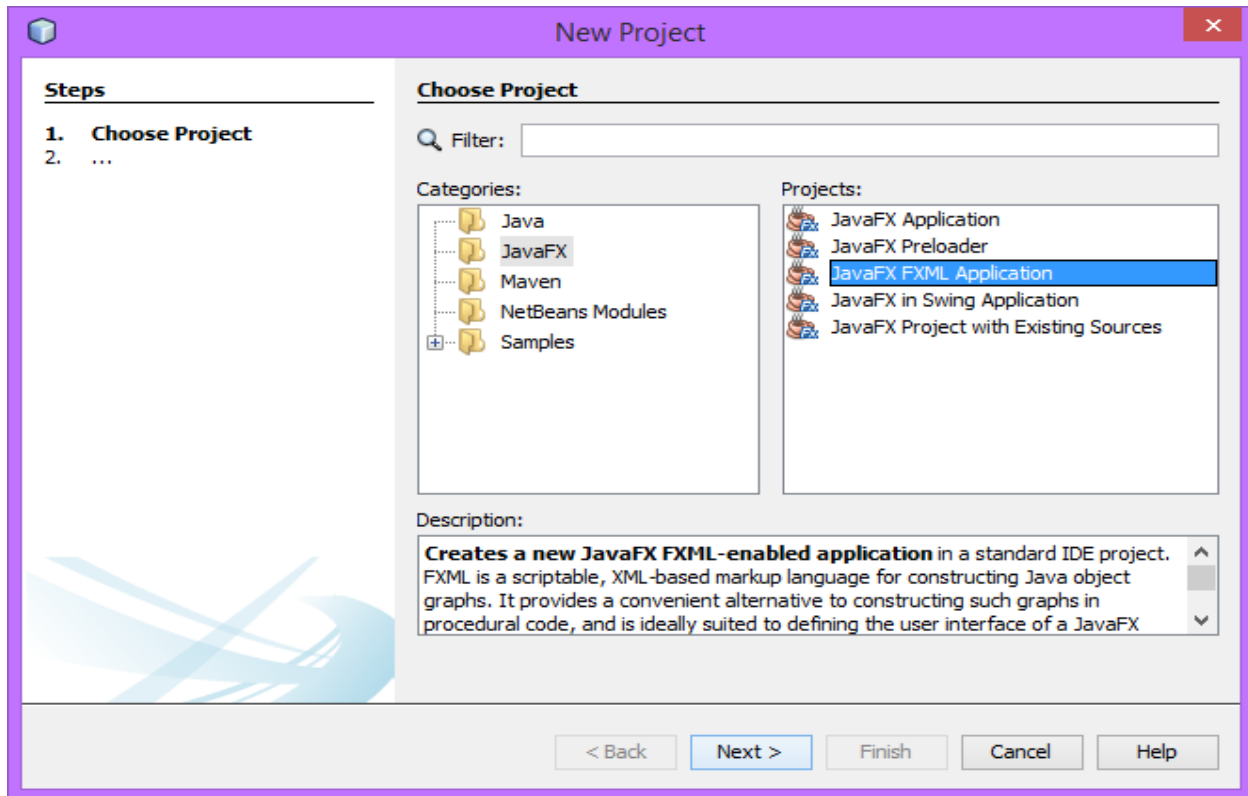 New Project
Steps
1. Choose Project
2. ...
Choose Project
Filter:
Categories:
Java
JavaFX
Maven
NetBeans Modules
Samples
Projects:
JavaFX Application
JavaFX Preloader
JavaFX FXML Application
JavaFX in Swing Application
JavaFX Project with Existing Sources
Description:
Creates a new JavaFX FXML-enabled application in a standard IDE project.
FXML is a scriptable, XML-based markup language for constructing Java object
graphs. It provides a convenient alternative to constructing such graphs in
procedural code, and is ideally suited to defining the user interface of a JavaFX
< Back
Next >
Finish
Cancel
Help